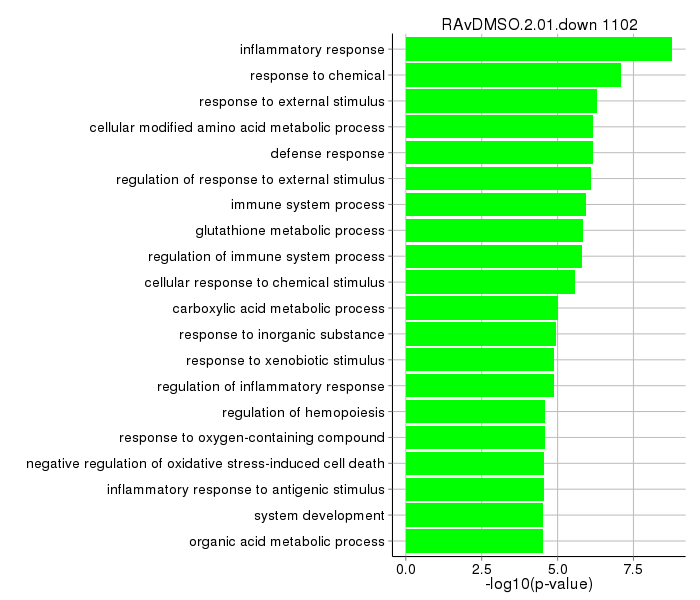 RAvDMSO.2.01.down 1102
inflammatory response
response to chemical
response to external stimulus
cellular modified amino acid metabolic process
defense response
regulation of response to external stimulus
immune system process
glutathione metabolic process
regulation of immune system process
cellular response to chemical stimulus
carboxylic acid metabolic process
response to inorganic substance
response to xenobiotic stimulus
regulation of inflammatory response
regulation of hemopoiesis
response to oxygen-containing compound
negative regulation of oxidative stress-induced cell death
inflammatory response to antigenic stimulus
system development
organic acid metabolic process
0.0 2.5 5.0 7.5
-log10(p-value)